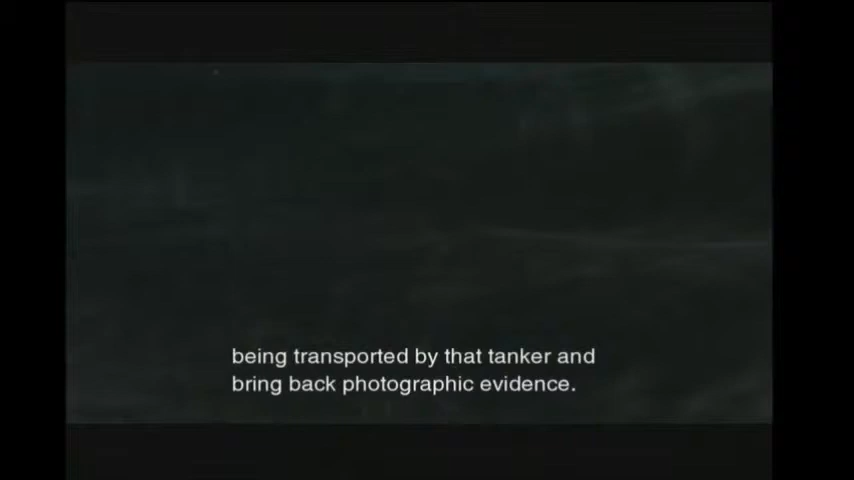 being transported by that tanker and
bring back photographic evidence.